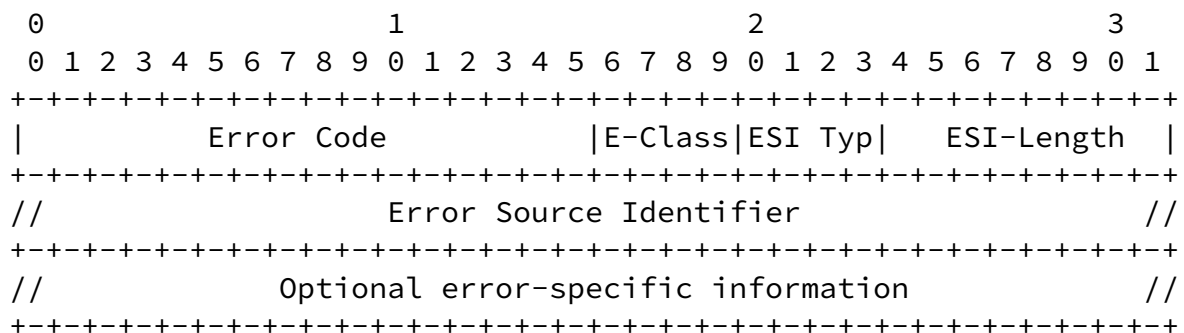 0                   1                   2                   3
 0 1 2 3 4 5 6 7 8 9 0 1 2 3 4 5 6 7 8 9 0 1 2 3 4 5 6 7 8 9 0 1
+-+-+-+-+-+-+-+-+-+-+-+-+-+-+-+-+-+-+-+-+-+-+-+-+-+-+-+-+-+-+-+-+
|          Error Code           |E-Class|ESI Typ|   ESI-Length  |
+-+-+-+-+-+-+-+-+-+-+-+-+-+-+-+-+-+-+-+-+-+-+-+-+-+-+-+-+-+-+-+-+
//                   Error Source Identifier                   //
+-+-+-+-+-+-+-+-+-+-+-+-+-+-+-+-+-+-+-+-+-+-+-+-+-+-+-+-+-+-+-+-+
//             Optional error-specific information             //
+-+-+-+-+-+-+-+-+-+-+-+-+-+-+-+-+-+-+-+-+-+-+-+-+-+-+-+-+-+-+-+-+